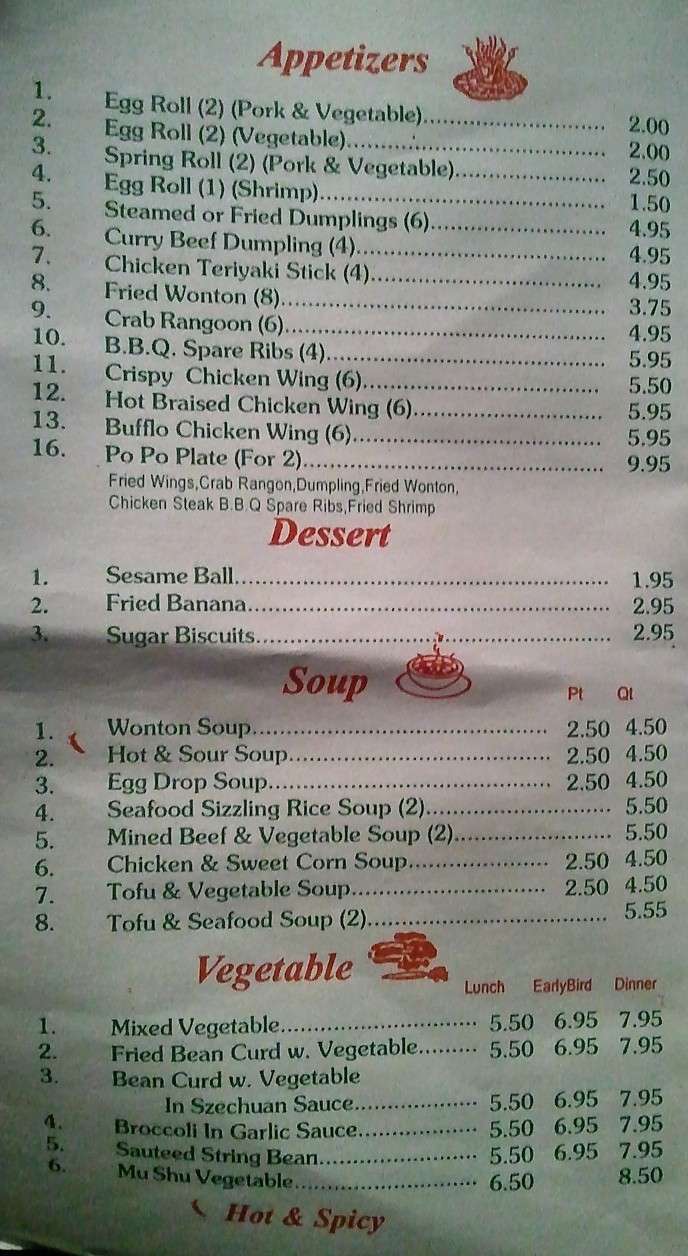 Appetizers
1. Egg Roll (2) (Pork & Vegetable) 2.00
2. Egg Roll (2) (Vegetable) 2.00
3. Spring Roll (2) (Pork & Vegetable) 2.50
4. Egg Roll (1) (Shrimp) 1.50
5. Steamed or Fried Dumplings (6) 4.95
6. Curry Beef Dumpling (4) 4.95
7. Chicken Teriyaki Stick (4) 4.95
8. Fried Wonton (8) 3.75
9. Crab Rangoon (6) 4.95
10. B.B.Q. Spare Ribs (4) 5.95
11. Crispy Chicken Wing (6) 5.50
12. Hot Braised Chicken Wing (6) 5.95
13. Bufflo Chicken Wing (6) 5.95
16. Po Po Plate (For 2) 9.95
Fried Wings,Crab Rangon,Dumpling,Fried Wonton,
Chicken Steak B.B.Q Spare Ribs,Fried Shrimp
Dessert
1. Sesame Ball 1.95
2. Fried Banana 2.95
3. Sugar Biscuits 2.95
Soup
Pt Qt
1. Wonton Soup 2.50 4.50
2. Hot & Sour Soup 2.50 4.50
3. Egg Drop Soup 2.50 4.50
4. Seafood Sizzling Rice Soup (2) 5.50
5. Mined Beef & Vegetable Soup (2) 5.50
6. Chicken & Sweet Corn Soup 2.50 4.50
7. Tofu & Vegetable Soup 2.50 4.50
8. Tofu & Seafood Soup (2) 5.55
Vegetable
Lunch EarlyBird Dinner
1. Mixed Vegetable 5.50 6.95 7.95
2. Fried Bean Curd w. Vegetable 5.50 6.95 7.95
3. Bean Curd w. Vegetable
In Szechuan Sauce 5.50 6.95 7.95
4. Broccoli In Garlic Sauce 5.50 6.95 7.95
5. Sauteed String Bean 5.50 6.95 7.95
6. Mu Shu Vegetable 6.50 8.50
Hot & Spicy